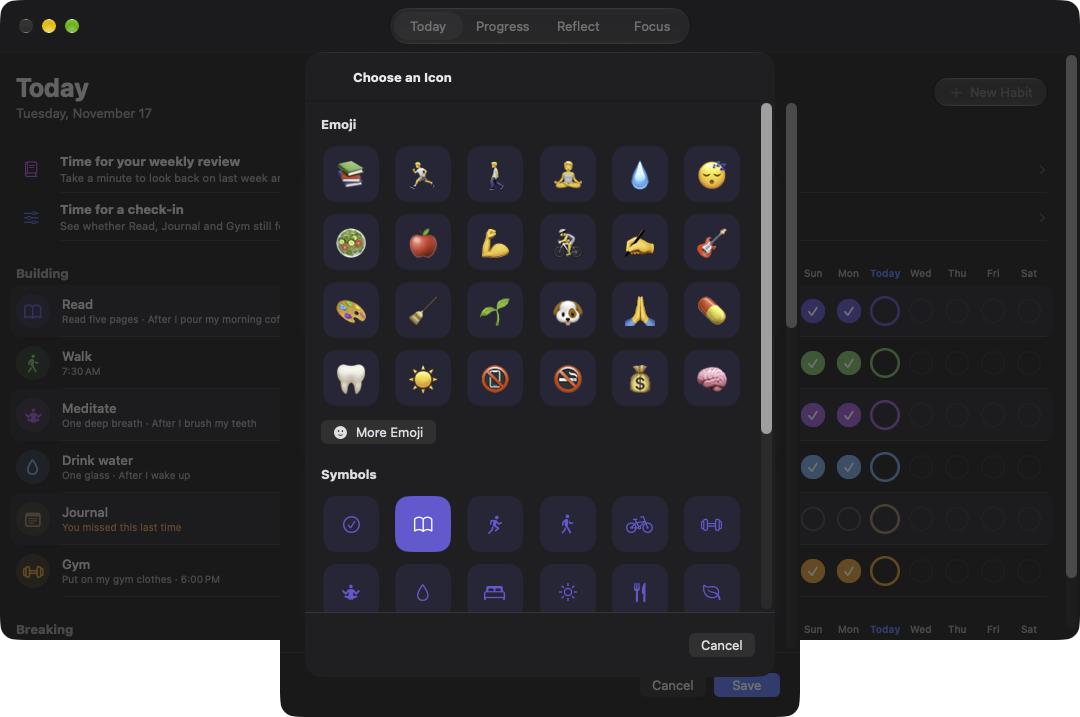 Today Progress Reflect Focus
Today
Tuesday, November 17
New Habit
Time for your weekly review
Take a minute to look back on last week
Time for a check-in
See whether Read, Journal and Gym still
Building
Sun Mon Today Wed Thu Fri Sat
Read
Read five pages · After I pour my morning
Walk
7:30 AM
Meditate
One deep breath · After I brush my teeth
Drink water
One glass · After I wake up
Journal
You missed this last time
Gym
Put on my gym clothes · 6:00 PM
Breaking
Sun Mon Today Wed Thu Fri Sat
Choose an Icon
Emoji
More Emoji
Symbols
Cancel
Cancel Save